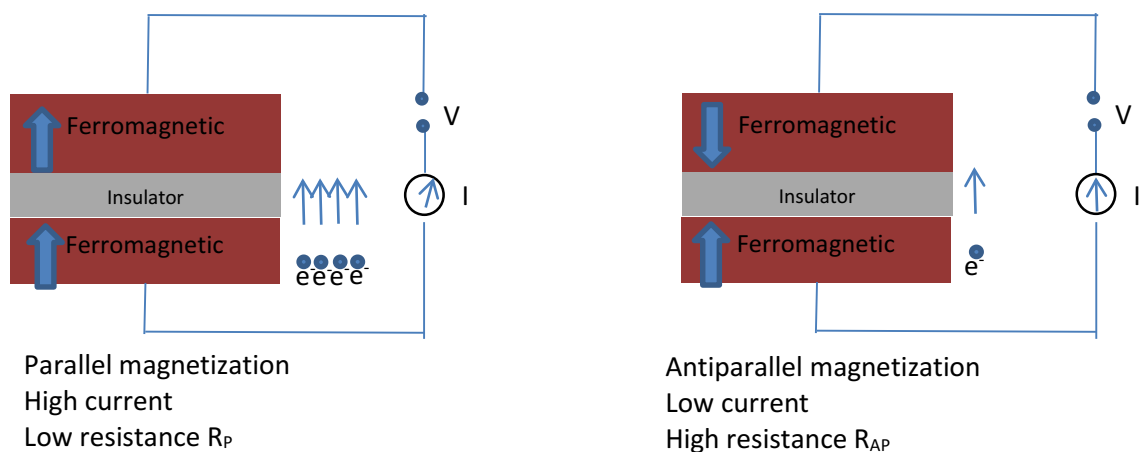 Ferromagnetic
Insulator
Ferromagnetic
e⁻e⁻e⁻e⁻
V
I
Parallel magnetization
High current
Low resistance Rₚ
Ferromagnetic
Insulator
Ferromagnetic
e⁻
V
I
Antiparallel magnetization
Low current
High resistance R_AP